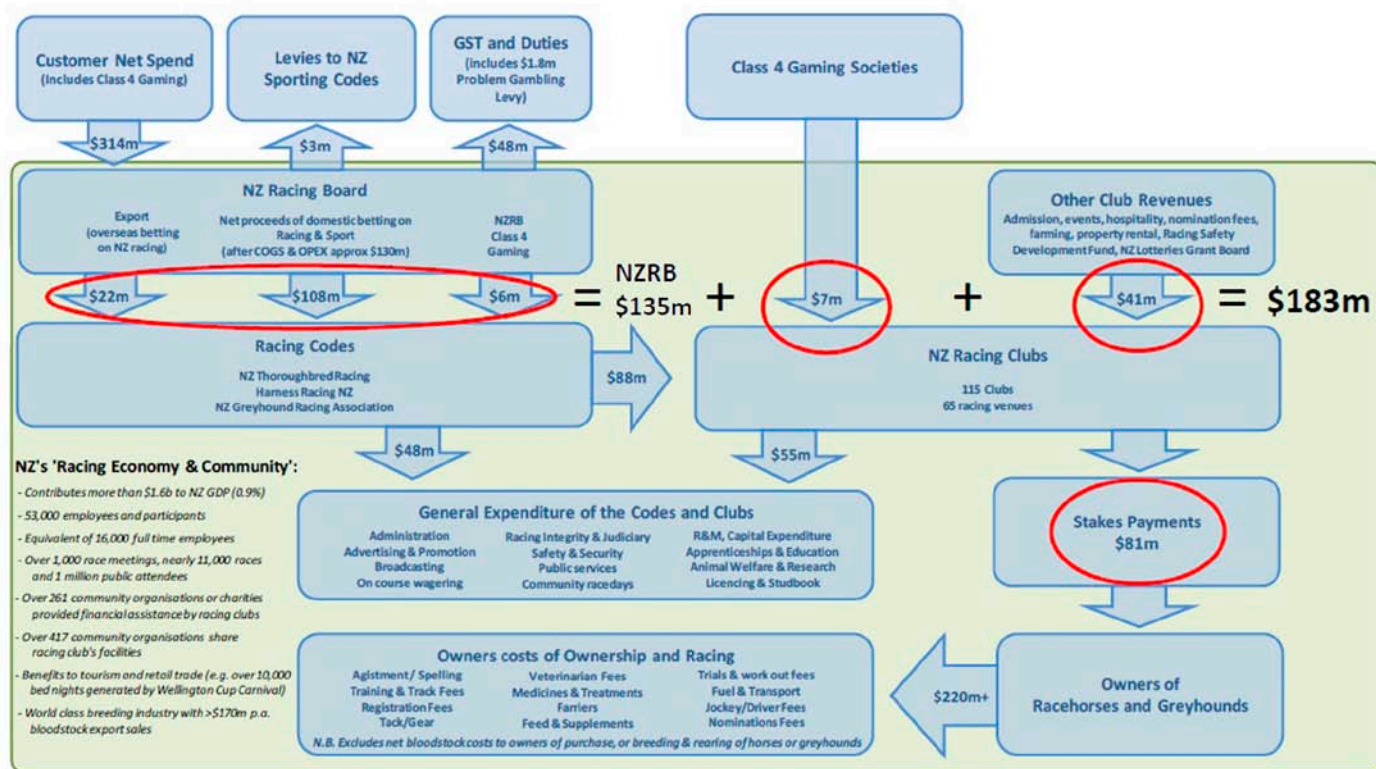 Customer Net Spend
(Includes Class 4 Gaming)
Levies to NZ
Sporting Codes
GST and Duties
(includes $1.8m
Problem Gambling
Levy)
Class 4 Gaming Societies
$314m
$3m
$48m
NZ Racing Board
Export
(overseas betting
on NZ racing)
Net proceeds of domestic betting on
Racing & Sport
(after COGS & OPEX approx $130m)
NZRB
Class 4
Gaming
Other Club Revenues
Admission, events, hospitality, nomination fees,
farming, property rental, Racing Safety
Development Fund, NZ Lotteries Grant Board
$22m
$108m
$6m
=
NZRB
$135m
+
$7m
+
$41m
=
$183m
Racing Codes
NZ Thoroughbred Racing
Harness Racing NZ
NZ Greyhound Racing Association
$88m
NZ Racing Clubs
115 Clubs
65 racing venues
$48m
$55m
NZ's 'Racing Economy & Community':
- Contributes more than $1.6b to NZ GDP (0.9%)
- 53,000 employees and participants
- Equivalent of 16,000 full time employees
- Over 1,000 race meetings, nearly 11,000 races
and 1 million public attendees
- Over 261 community organisations or charities
provided financial assistance by racing clubs
- Over 417 community organisations share
racing club's facilities
- Benefits to tourism and retail trade (e.g. over 10,000
bed nights generated by Wellington Cup Carnival)
- World class breeding industry with >$170m p.a.
bloodstock export sales
General Expenditure of the Codes and Clubs
Administration
Advertising & Promotion
Broadcasting
On course wagering
Racing Integrity & Judiciary
Safety & Security
Public services
Community racedays
R&M, Capital Expenditure
Apprenticeships & Education
Animal Welfare & Research
Licencing & Studbook
Stakes Payments
$81m
Owners costs of Ownership and Racing
Agistment/ Spelling
Training & Track Fees
Registration Fees
Tack/Gear
Veterinarian Fees
Medicines & Treatments
Farriers
Feed & Supplements
Trials & work out fees
Fuel & Transport
Jockey/Driver Fees
Nominations Fees
N.B. Excludes net bloodstock costs to owners of purchase, or breeding & rearing of horses or greyhounds
$220m+
Owners of
Racehorses and Greyhounds